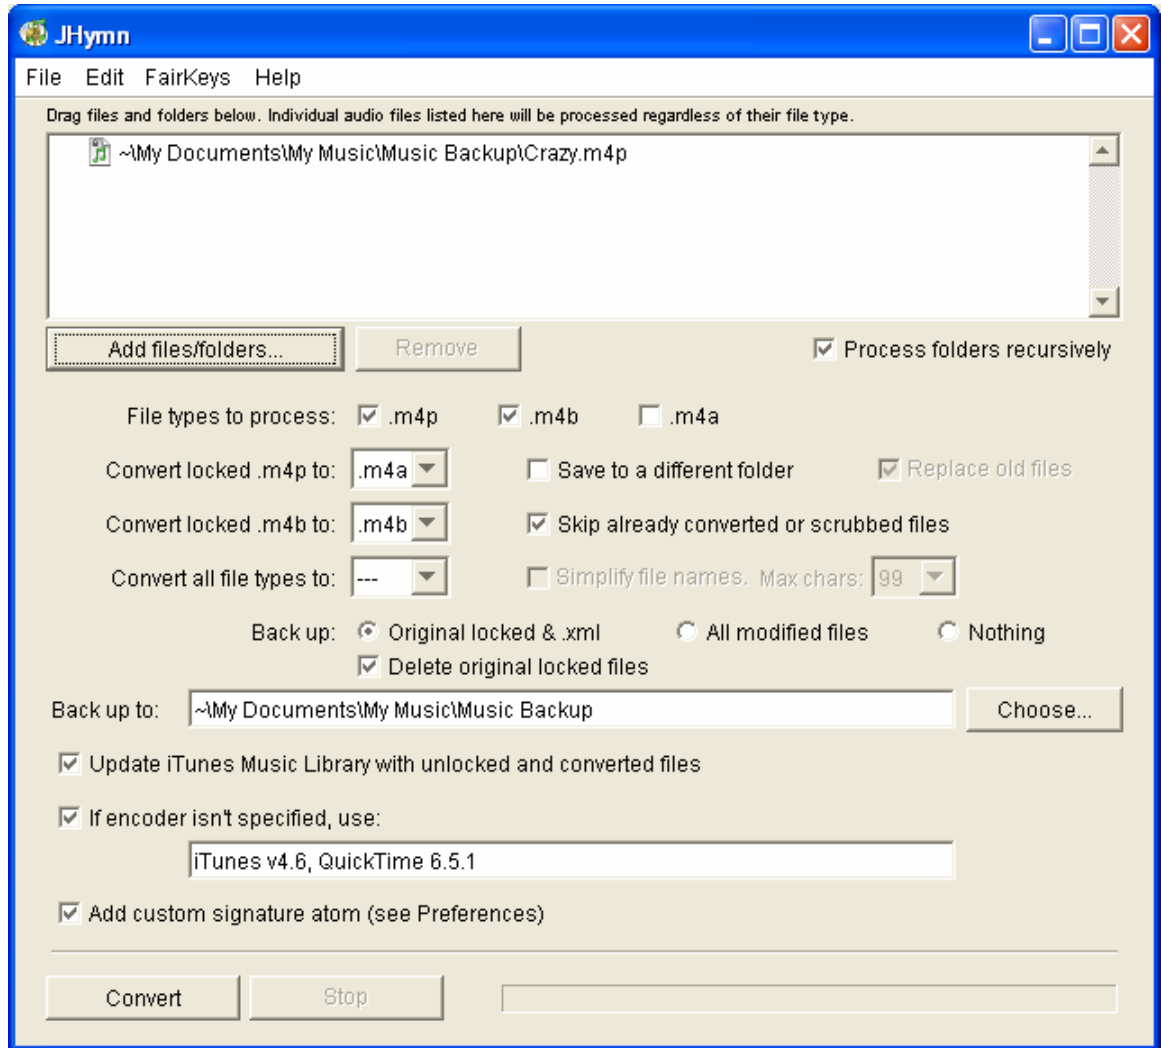 JHymn
File Edit FairKeys Help
Drag files and folders below. Individual audio files listed here will be processed regardless of their file type.
~\My Documents\My Music\Music Backup\Crazy.m4p
Add files/folders... Remove Process folders recursively
File types to process: .m4p .m4b .m4a
Convert locked .m4p to: .m4a Save to a different folder Replace old files
Convert locked .m4b to: .m4b Skip already converted or scrubbed files
Convert all file types to: --- Simplify file names. Max chars: 99
Back up: Original locked & .xml All modified files Nothing
Delete original locked files
Back up to: ~\My Documents\My Music\Music Backup Choose...
Update iTunes Music Library with unlocked and converted files
If encoder isn't specified, use:
iTunes v4.6, QuickTime 6.5.1
Add custom signature atom (see Preferences)
Convert Stop